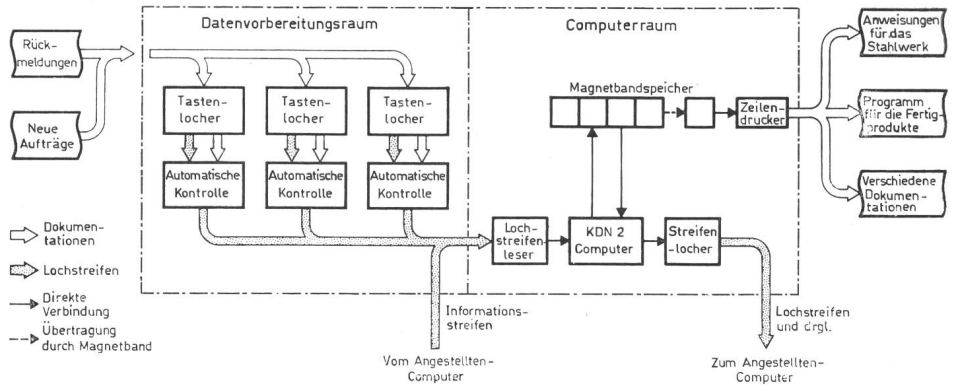 Datenvorbereitungsraum
Computerraum
Rück-
meldungen
Neue
Aufträge
Tasten-
locher
Tasten-
locher
Tasten-
locher
Automatische
Kontrolle
Automatische
Kontrolle
Automatische
Kontrolle
Magnetbandspeicher
Zeilen-
drucker
Anweisungen
für das
Stahlwerk
Programm
für die Fertig-
produkte
Verschiedene
Dokumen-
tationen
Loch-
streifen-
leser
KDN 2
Computer
Streifen
-locher
Dokumen-
tationen
Lochstreifen
Direkte
Verbindung
Übertragung
durch Magnetband
Informations-
streifen
Vom Angestellten-
Computer
Lochstreifen
und drgl.
Zum Angestellten-
Computer